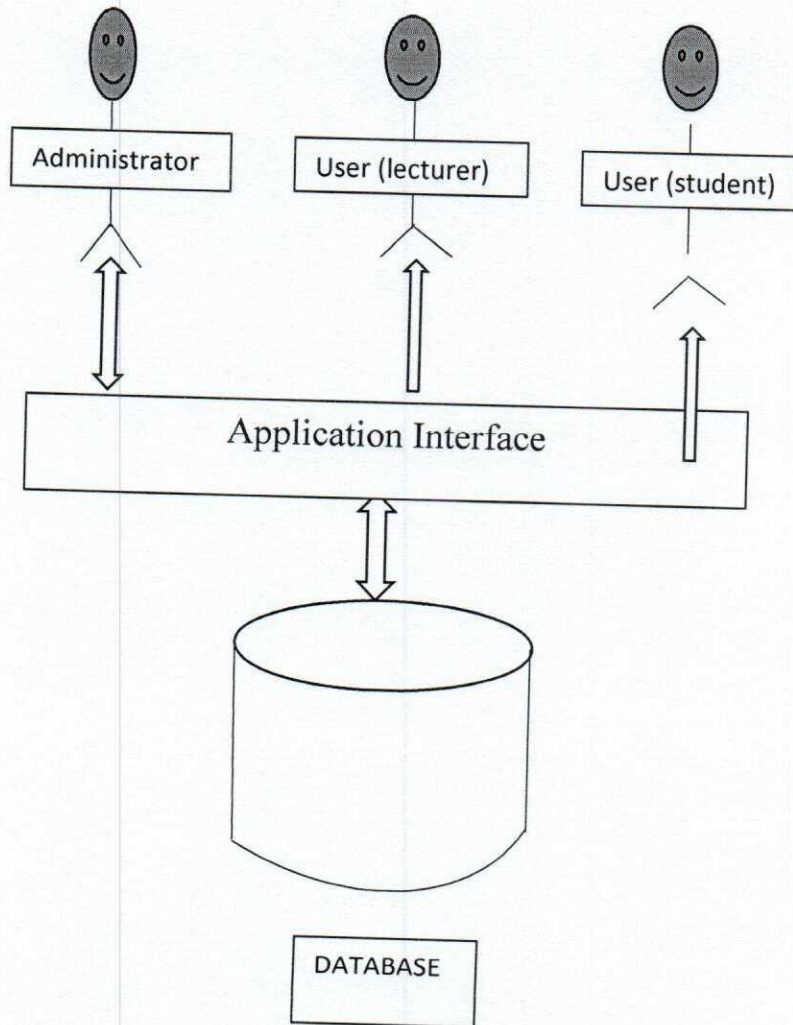 Administrator
User (lecturer)
User (student)
Application Interface
DATABASE